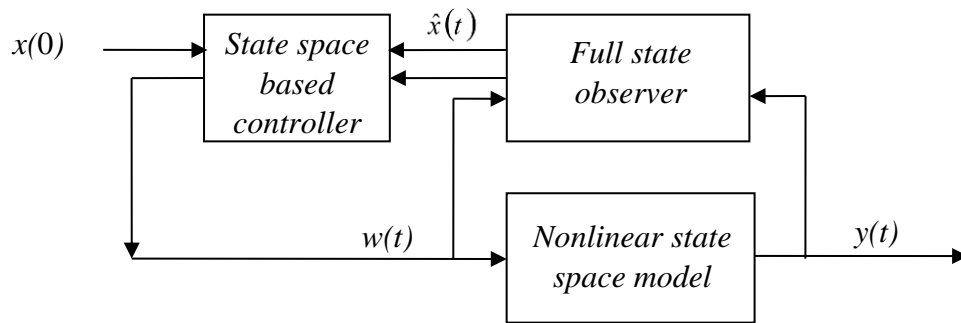 x(0)
State space
based
controller
x̂(t)
Full state
observer
w(t)
Nonlinear state
space model
y(t)